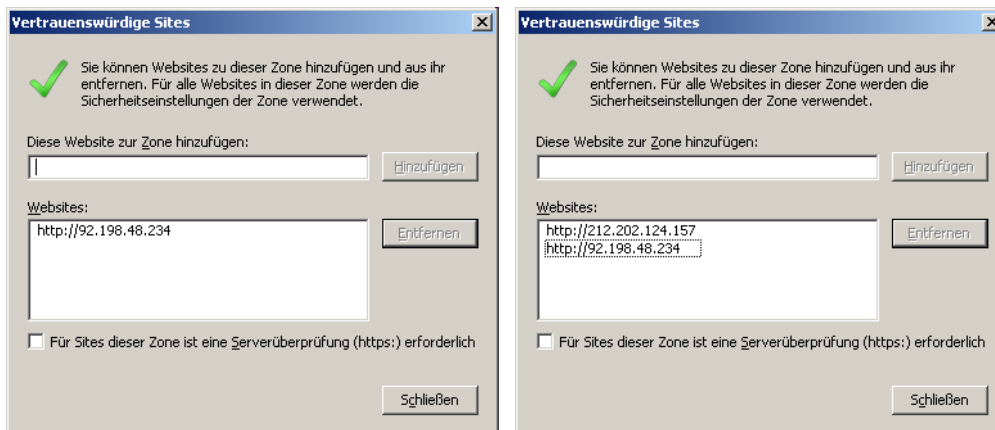 Vertrauenswürdige Sites
Sie können Websites zu dieser Zone hinzufügen und aus ihr
entfernen. Für alle Websites in dieser Zone werden die
Sicherheitseinstellungen der Zone verwendet.
Diese Website zur Zone hinzufügen:
Hinzufügen
Websites:
http://92.198.48.234
Entfernen
Für Sites dieser Zone ist eine Serverüberprüfung (https:) erforderlich
Schließen
Vertrauenswürdige Sites
Sie können Websites zu dieser Zone hinzufügen und aus ihr
entfernen. Für alle Websites in dieser Zone werden die
Sicherheitseinstellungen der Zone verwendet.
Diese Website zur Zone hinzufügen:
Hinzufügen
Websites:
http://212.202.124.157
http://92.198.48.234
Entfernen
Für Sites dieser Zone ist eine Serverüberprüfung (https:) erforderlich
Schließen